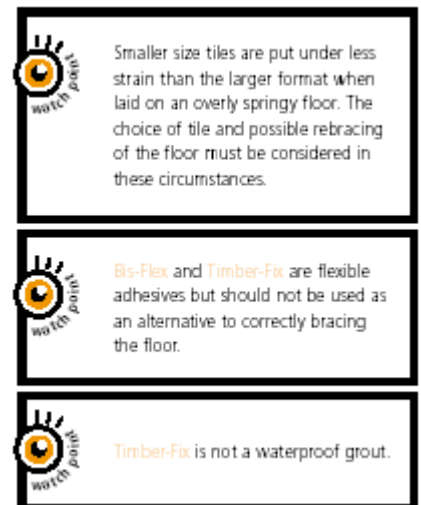 watch point
Smaller size tiles are put under less
strain than the larger format when
laid on an overly springy floor. The
choice of tile and possible rebracing
of the floor must be considered in
these circumstances.
watch point
Bis-Flex and Timber-Fix are flexible
adhesives but should not be used as
an alternative to correctly bracing
the floor.
watch point
Timber-Fix is not a waterproof grout.